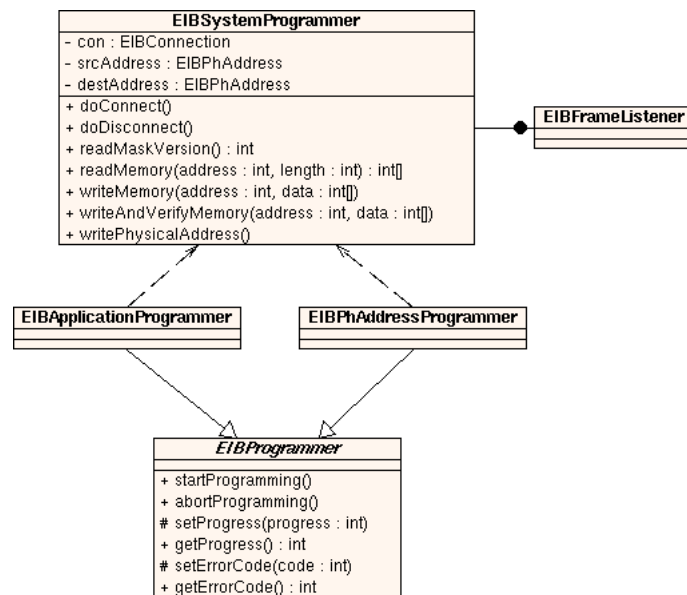 EIBSystemProgrammer
- con : EIBConnection
- srcAddress : EIBPhAddress
- destAddress : EIBPhAddress
+ doConnect()
+ doDisconnect()
+ readMaskVersion() : int
+ readMemory(address : int, length : int) : int[]
+ writeMemory(address : int, data : int[])
+ writeAndVerifyMemory(address : int, data : int[])
+ writePhysicalAddress()
EIBFrameListener
EIBApplicationProgrammer
EIBPhAddressProgrammer
EIBProgrammer
+ startProgramming()
+ abortProgramming()
# setProgress(progress : int)
+ getProgress() : int
# setErrorCode(code : int)
+ getErrorCode() : int